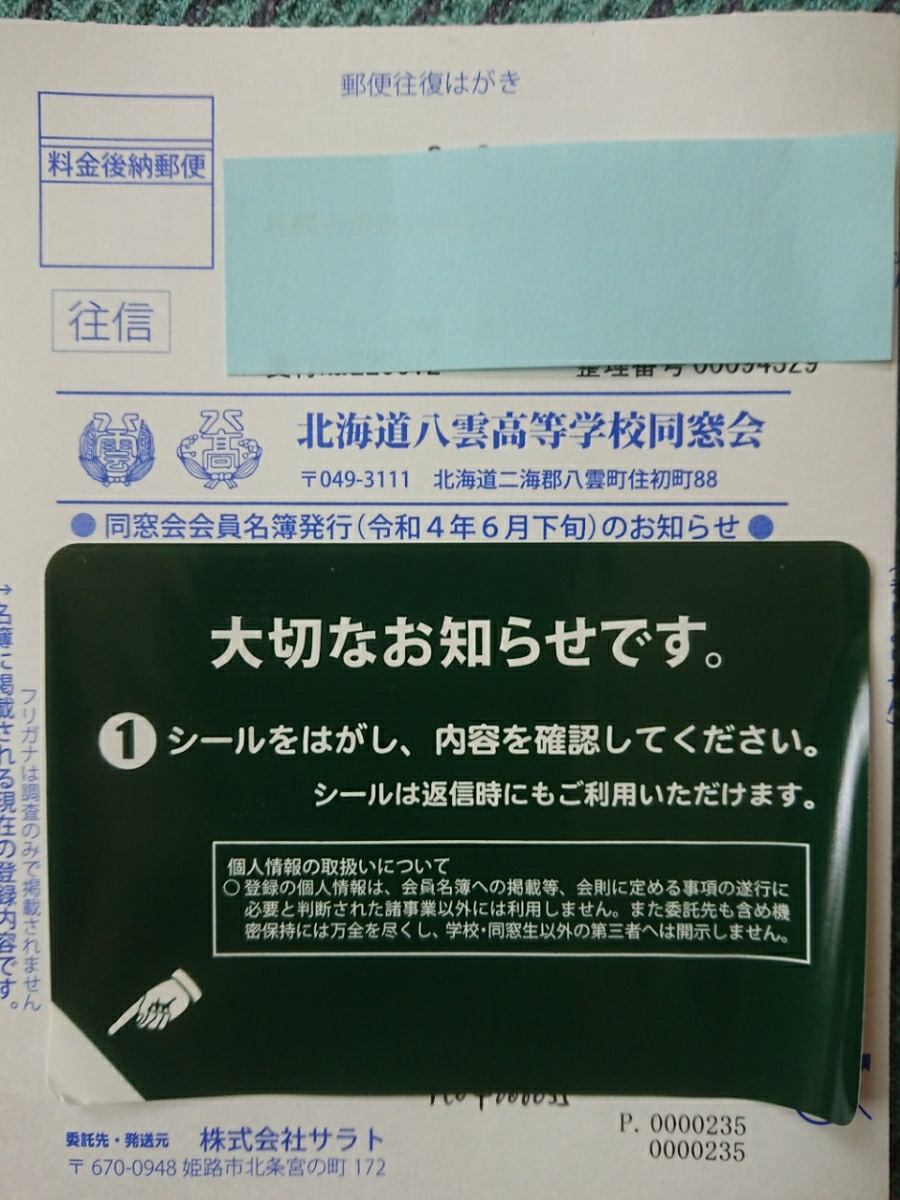 郵便往復はがき
料金後納郵便
往信
整理番号 00094529
北海道八雲高等学校同窓会
〒049-3111 北海道二海郡八雲町住初町88
● 同窓会会員名簿発行(令和4年6月下旬)のお知らせ ●
大切なお知らせです。
1 シールをはがし、内容を確認してください。
シールは返信時にもご利用いただけます。
個人情報の取扱いについて
○登録の個人情報は、会員名簿への掲載等、会則に定める事項の遂行に
必要と判断された諸事業以外には利用しません。また委託先も含め機
密保持には万全を尽くし、学校・同窓生以外の第三者へは開示しません。
→名簿に掲載される現在の登録内容です。
フリガナは調査のみで掲載されません
P. 0000235
0000235
委託先・発送元 株式会社サラト
〒670-0948 姫路市北条宮の町 172